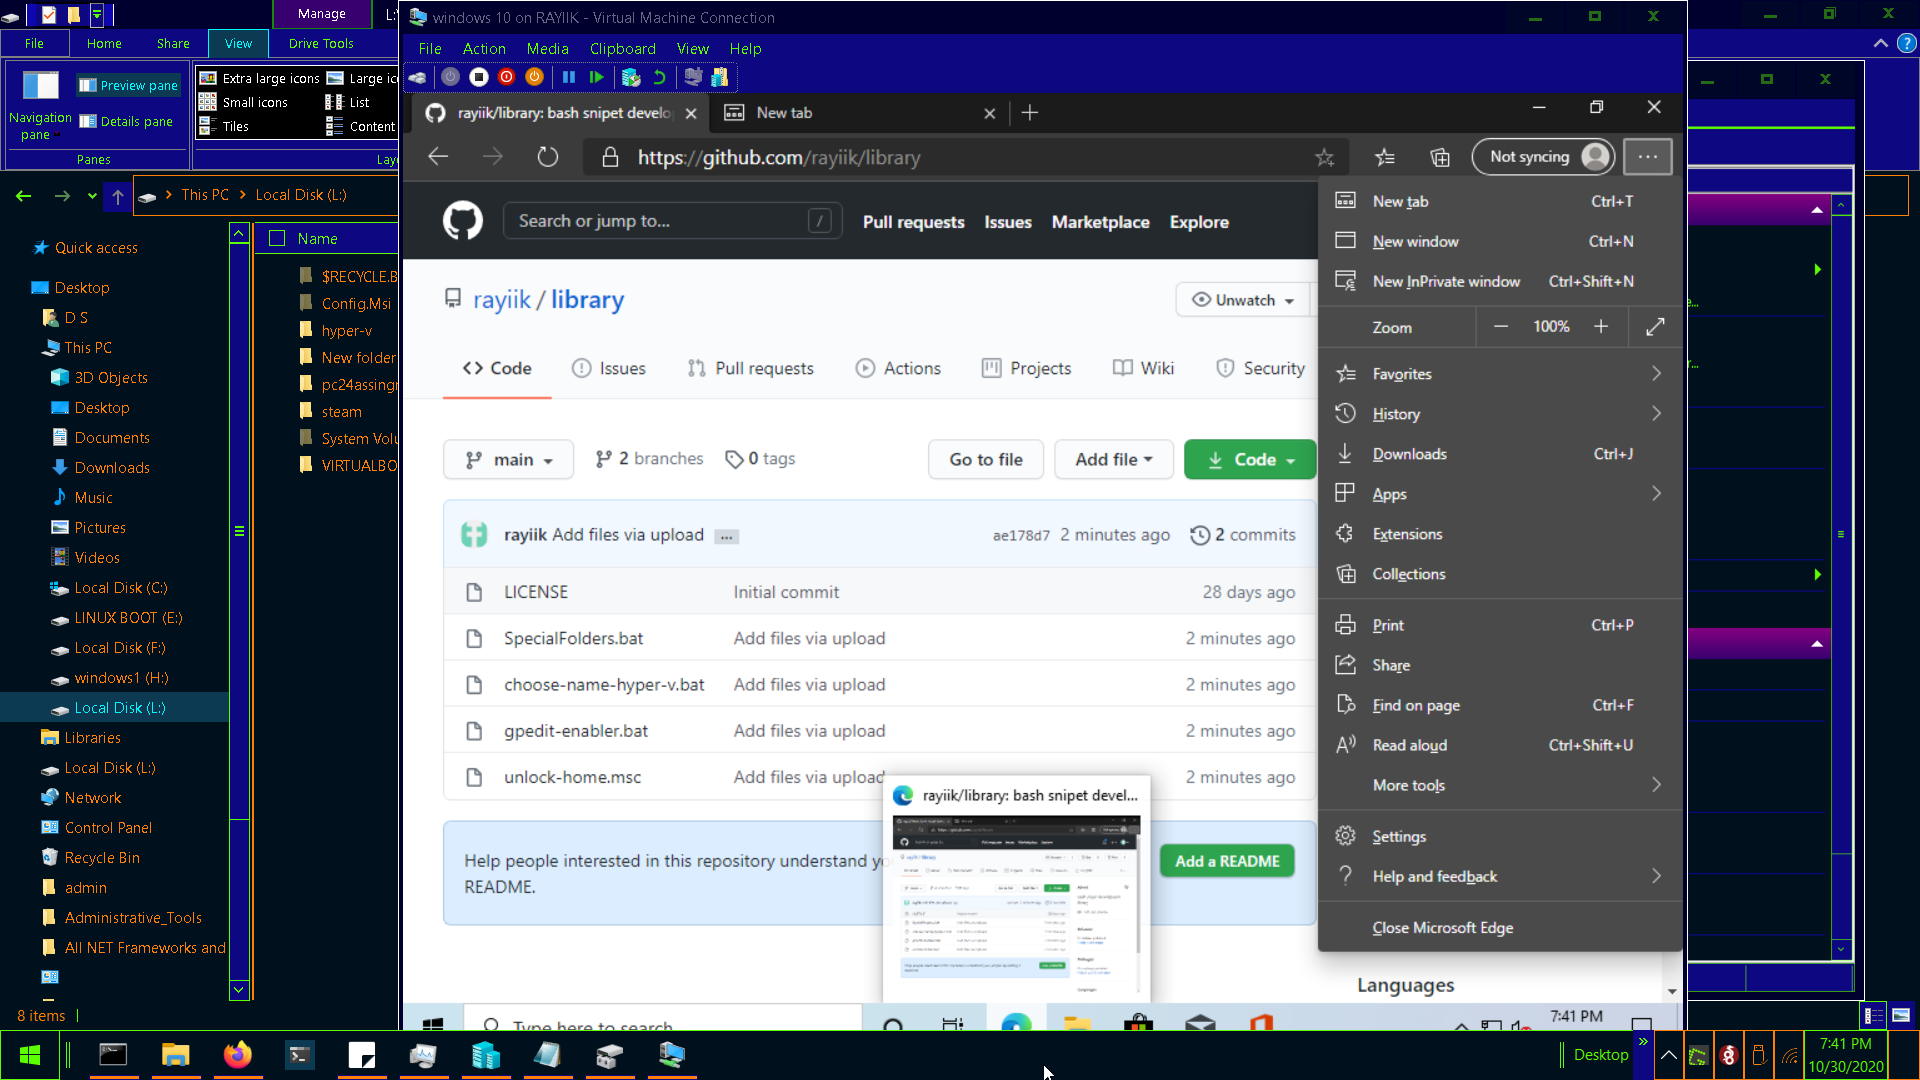 Manage
L:\
windows 10 on RAYIIK - Virtual Machine Connection
File
Home
Share
View
Drive Tools
File
Action
Media
Clipboard
View
Help
Navigation pane
Preview pane
Details pane
Panes
Extra large icons
Large ic
Small icons
List
Tiles
Content
Layo
This PC
Local Disk (L:)
Quick access
Desktop
D S
This PC
3D Objects
Desktop
Documents
Downloads
Music
Pictures
Videos
Local Disk (C:)
LINUX BOOT (E:)
Local Disk (F:)
windows1 (H:)
Local Disk (L:)
Libraries
Local Disk (L:)
Network
Control Panel
Recycle Bin
admin
Administrative_Tools
All NET Frameworks and
8 items
Name
$RECYCLE.B
Config.Msi
hyper-v
New folder
pc24assingn
steam
System Volu
VIRTUALBO
rayiik/library: bash snipet develo
New tab
https://github.com/rayiik/library
Not syncing
Search or jump to...
/
Pull requests
Issues
Marketplace
Explore
rayiik / library
Unwatch
Code
Issues
Pull requests
Actions
Projects
Wiki
Security
main
2 branches
0 tags
Go to file
Add file
Code
rayiik Add files via upload
...
ae178d7 2 minutes ago
2 commits
LICENSE
Initial commit
28 days ago
SpecialFolders.bat
Add files via upload
2 minutes ago
choose-name-hyper-v.bat
Add files via upload
2 minutes ago
gpedit-enabler.bat
Add files via upload
2 minutes ago
unlock-home.msc
Add files via upload
2 minutes ago
Help people interested in this repository understand yo
README.
Add a README
rayiik/library: bash snipet devel...
Languages
New tab Ctrl+T
New window Ctrl+N
New InPrivate window Ctrl+Shift+N
Zoom
100%
Favorites
History
Downloads Ctrl+J
Apps
Extensions
Collections
Print Ctrl+P
Share
Find on page Ctrl+F
Read aloud Ctrl+Shift+U
More tools
Settings
Help and feedback
Close Microsoft Edge
e...
r...
Type here to search
7:41 PM
Desktop
7:41 PM
10/30/2020